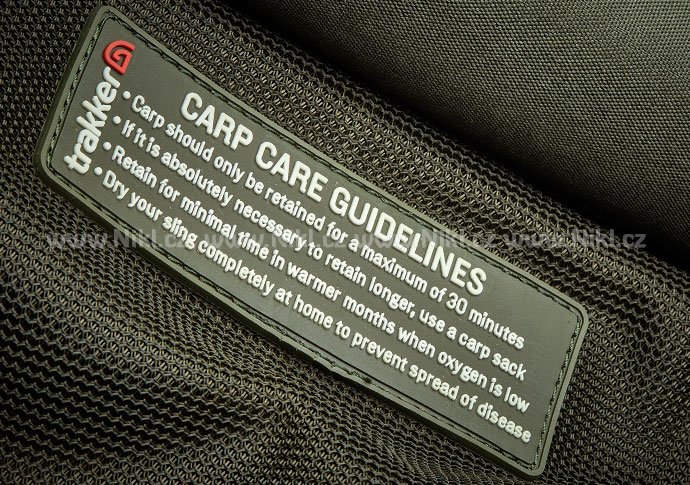 trakker
CARP CARE GUIDELINES
• Carp should only be retained for a maximum of 30 minutes
• If it is absolutely necessary to retain longer, use a carp sack
• Retain for minimal time in warmer months when oxygen is low
• Dry your sling completely at home to prevent spread of disease
www.Nikl.cz www.Nikl.cz www.Nikl.cz www.Nikl.cz